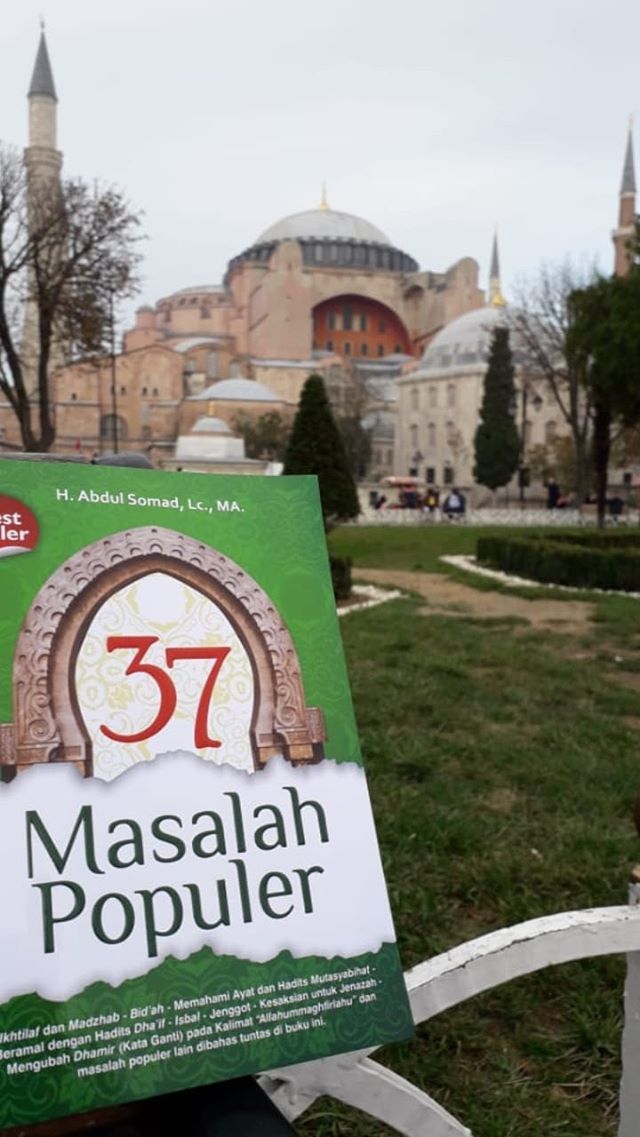 H. Abdul Somad, Lc., MA.
37
Masalah
Populer
Ikhtilaf dan Madzhab - Bid'ah - Memahami Ayat dan Hadits Mutasyabihat -
Beramal dengan Hadits Dha'if - Isbal - Jenggot - Kesaksian untuk Jenazah -
Mengubah Dhamir (Kata Ganti) pada Kalimat "Allahummaghfirlahu" dan
masalah populer lain dibahas tuntas di buku ini.